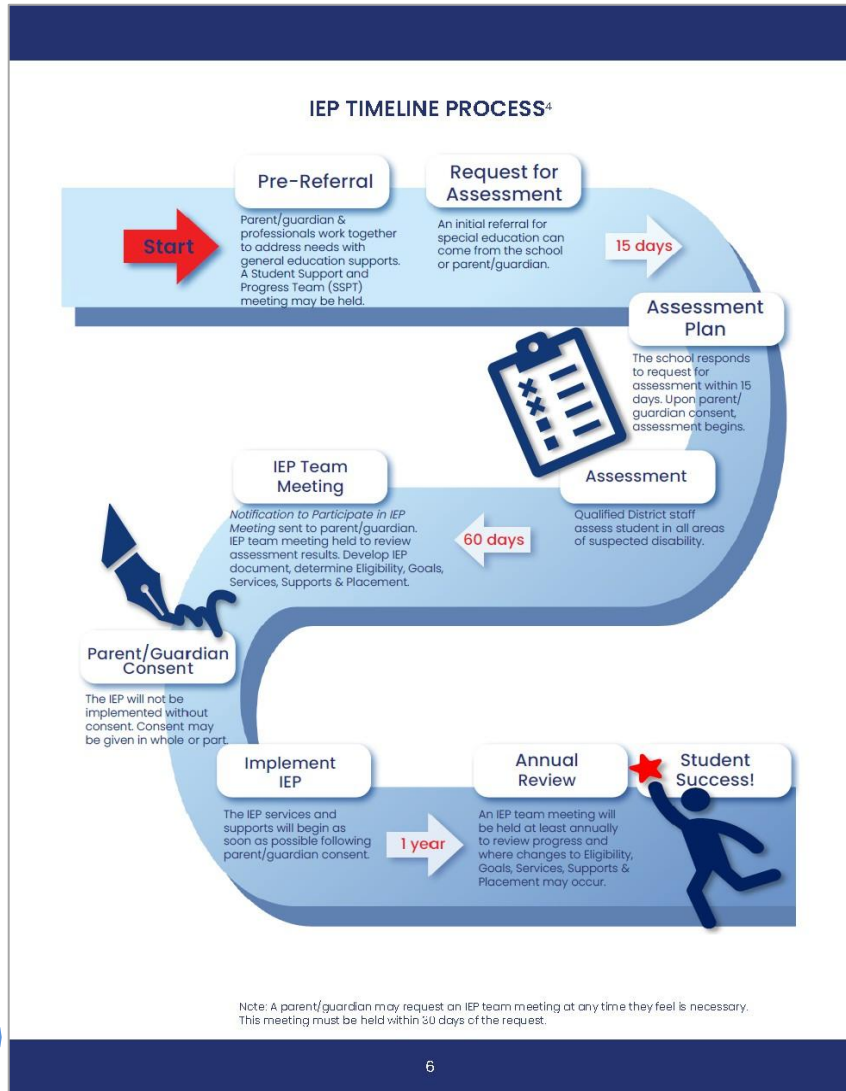 IEP TIMELINE PROCESS⁴
Pre-Referral
Start
Parent/guardian &
professionals work together
to address needs with
general education supports.
A Student Support and
Progress Team (SSPT)
meeting may be held.
Request for
Assessment
An initial referral for
special education can
come from the school
or parent/guardian.
15 days
Assessment
Plan
The school responds
to request for
assessment within 15
days. Upon parent/
guardian consent,
assessment begins.
Assessment
Qualified District staff
assess student in all areas
of suspected disability.
60 days
IEP Team
Meeting
Notification to Participate in IEP
Meeting sent to parent/guardian.
IEP team meeting held to review
assessment results. Develop IEP
document, determine Eligibility, Goals,
Services, Supports & Placement.
Parent/Guardian
Consent
The IEP will not be
implemented without
consent. Consent may
be given in whole or part.
Implement
IEP
The IEP services and
supports will begin as
soon as possible following
parent/guardian consent.
1 year
Annual
Review
An IEP team meeting will
be held at least annually
to review progress and
where changes to Eligibility,
Goals, Services, Supports &
Placement may occur.
Student
Success!
Note: A parent/guardian may request an IEP team meeting at any time they feel is necessary.
This meeting must be held within 30 days of the request.
6